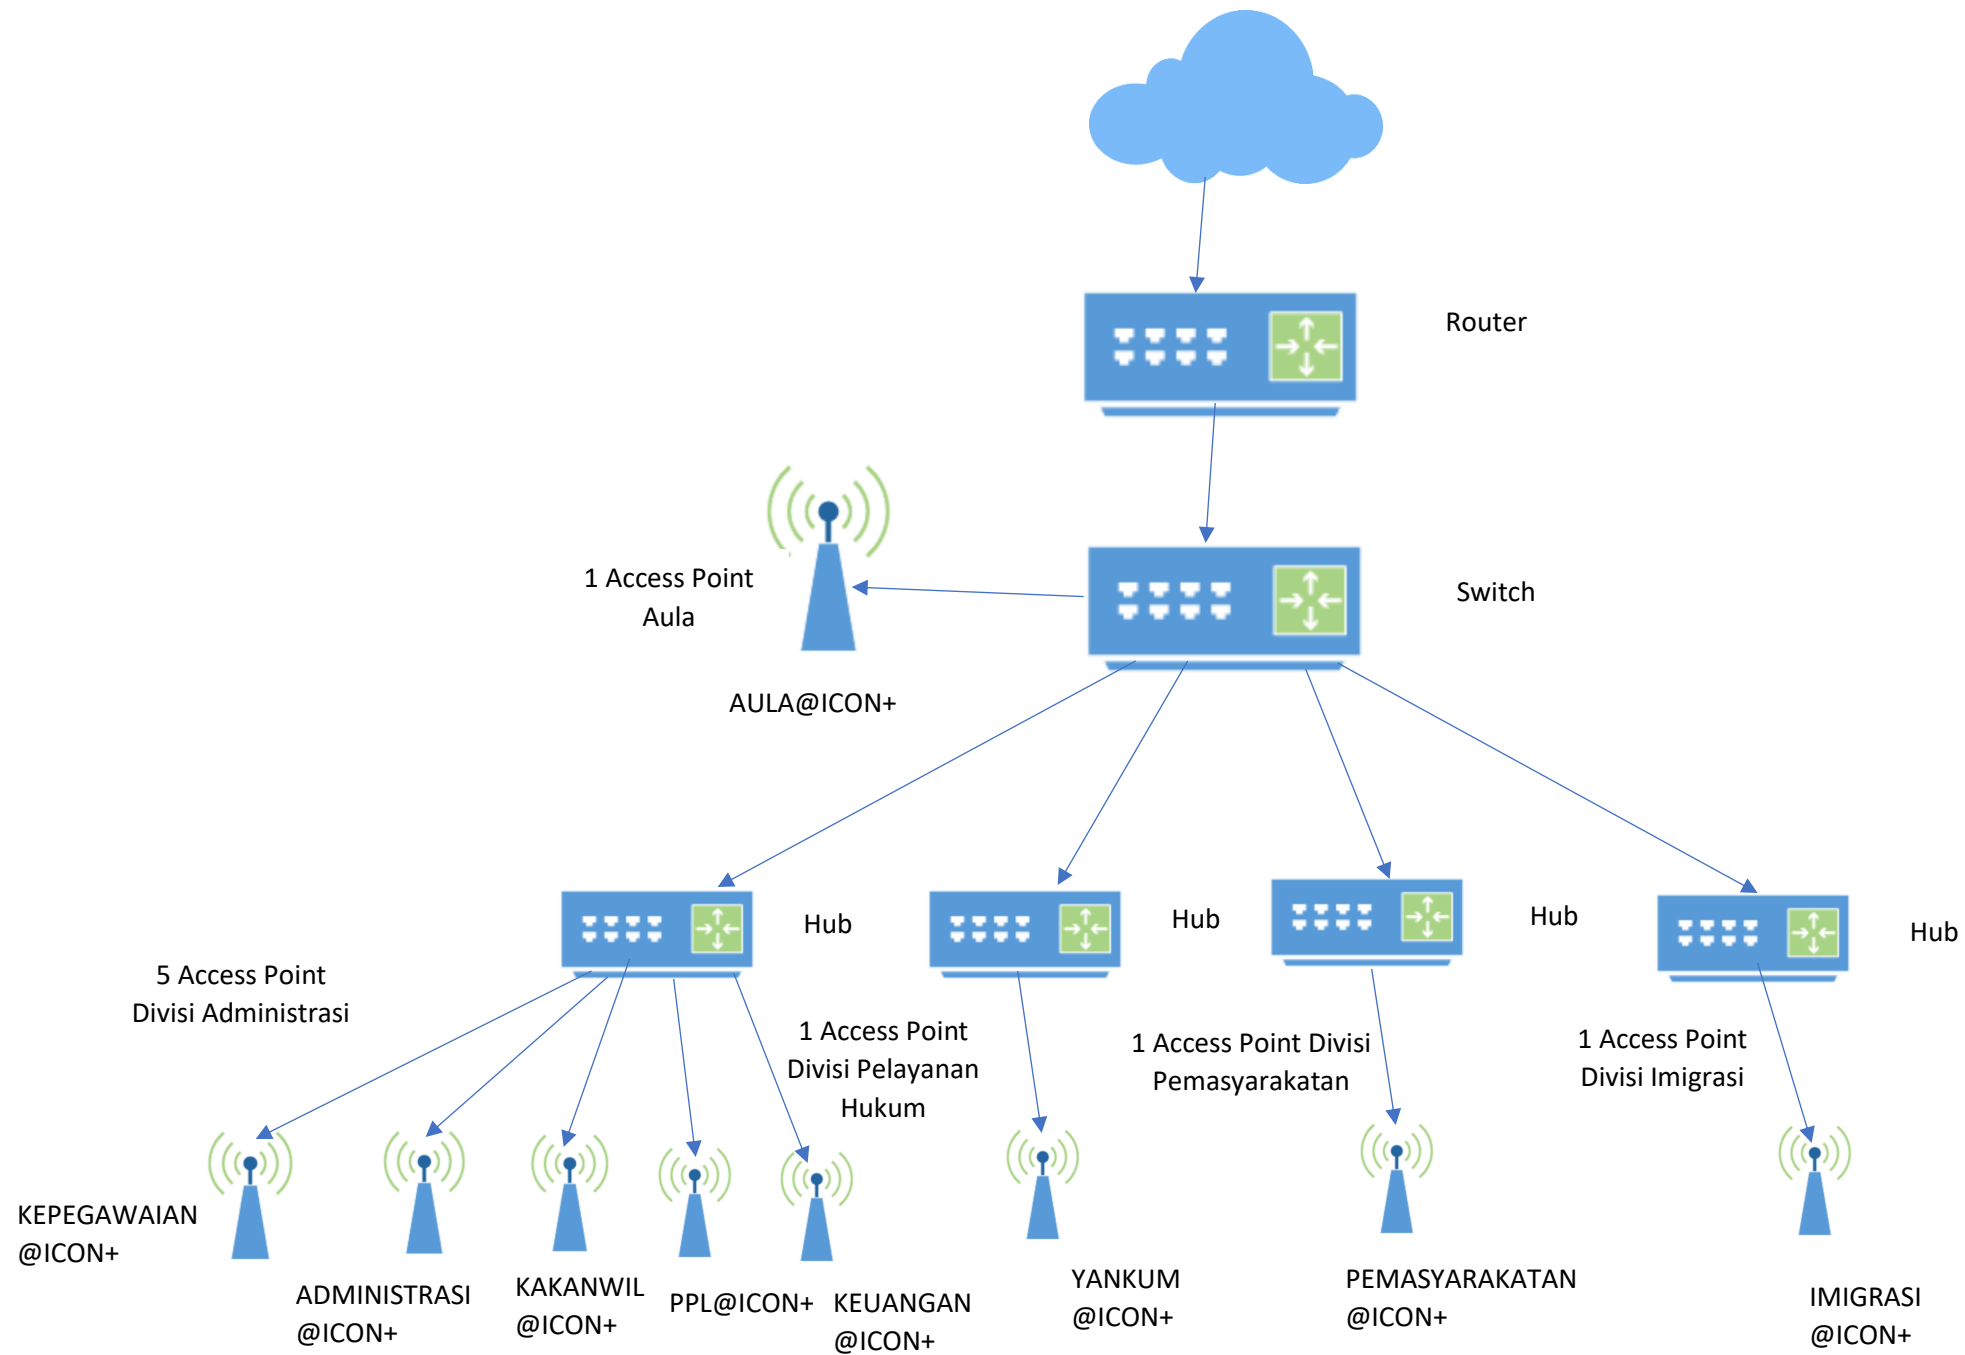 Router
1 Access Point
Aula
Switch
AULA@ICON+
Hub
Hub
Hub
Hub
5 Access Point
Divisi Administrasi
1 Access Point
Divisi Pelayanan
Hukum
1 Access Point Divisi
Pemasyarakatan
1 Access Point
Divisi Imigrasi
KEPEGAWAIAN
@ICON+
ADMINISTRASI
@ICON+
KAKANWIL
@ICON+
PPL@ICON+
KEUANGAN
@ICON+
YANKUM
@ICON+
PEMASYARAKATAN
@ICON+
IMIGRASI
@ICON+